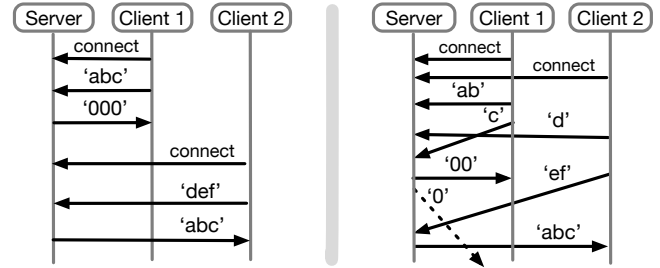 Server Client 1 Client 2
connect
‘abc’
‘000’
connect
‘def’
‘abc’
Server Client 1 Client 2
connect
connect
‘ab’
‘c’ ‘d’
‘00’ ‘ef’
‘0’
‘abc’